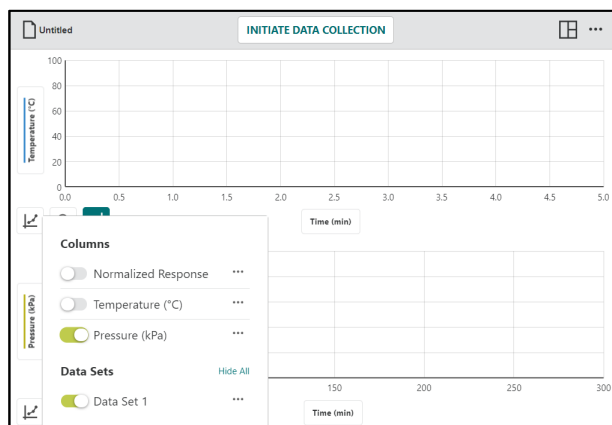 Untitled
INITIATE DATA COLLECTION
Temperature (°C)
100
80
60
40
20
0
0.0 0.5 1.0 1.5 2.0 2.5 3.0 3.5 4.0 4.5 5.0
Time (min)
Columns
Normalized Response
Temperature (°C)
Pressure (kPa)
Data Sets Hide All
Data Set 1
Pressure (kPa)
150 200 250 300
Time (min)